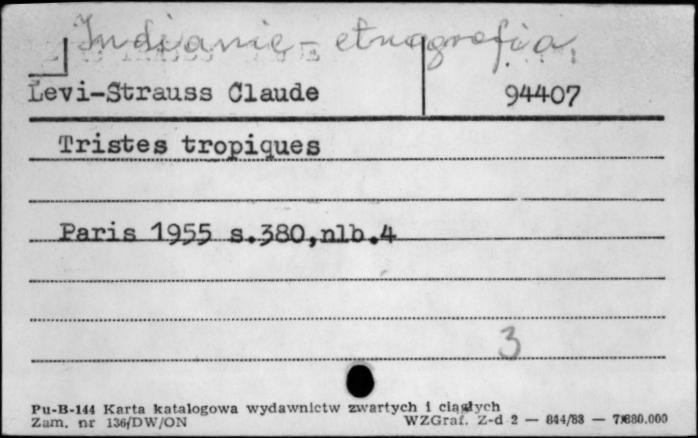 Indianie - etnografia
Levi-Strauss Claude 94407
Tristes tropiques
Paris 1955 s.380,nlb.4
3
Pu-B-144 Karta katalogowa wydawnictw zwartych i ciągłych
Zam. nr 136/DW/ON WZGraf. Z-d 2 — 844/83 — 7.880.000